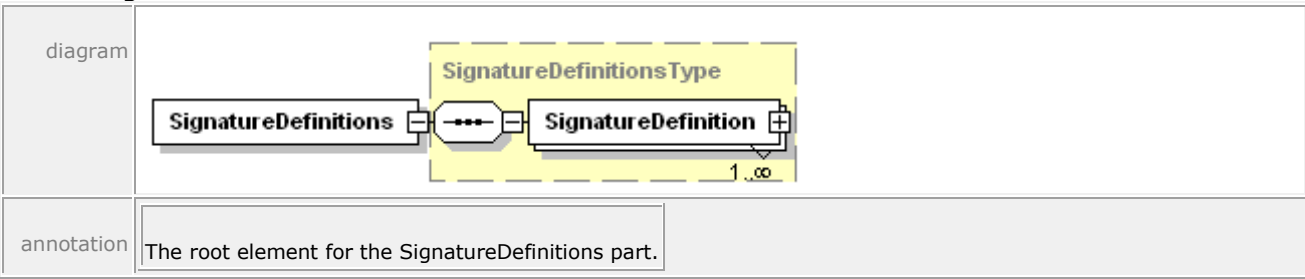 diagram
SignatureDefinitionsType
SignatureDefinitions
SignatureDefinition
1..∞
annotation
The root element for the SignatureDefinitions part.